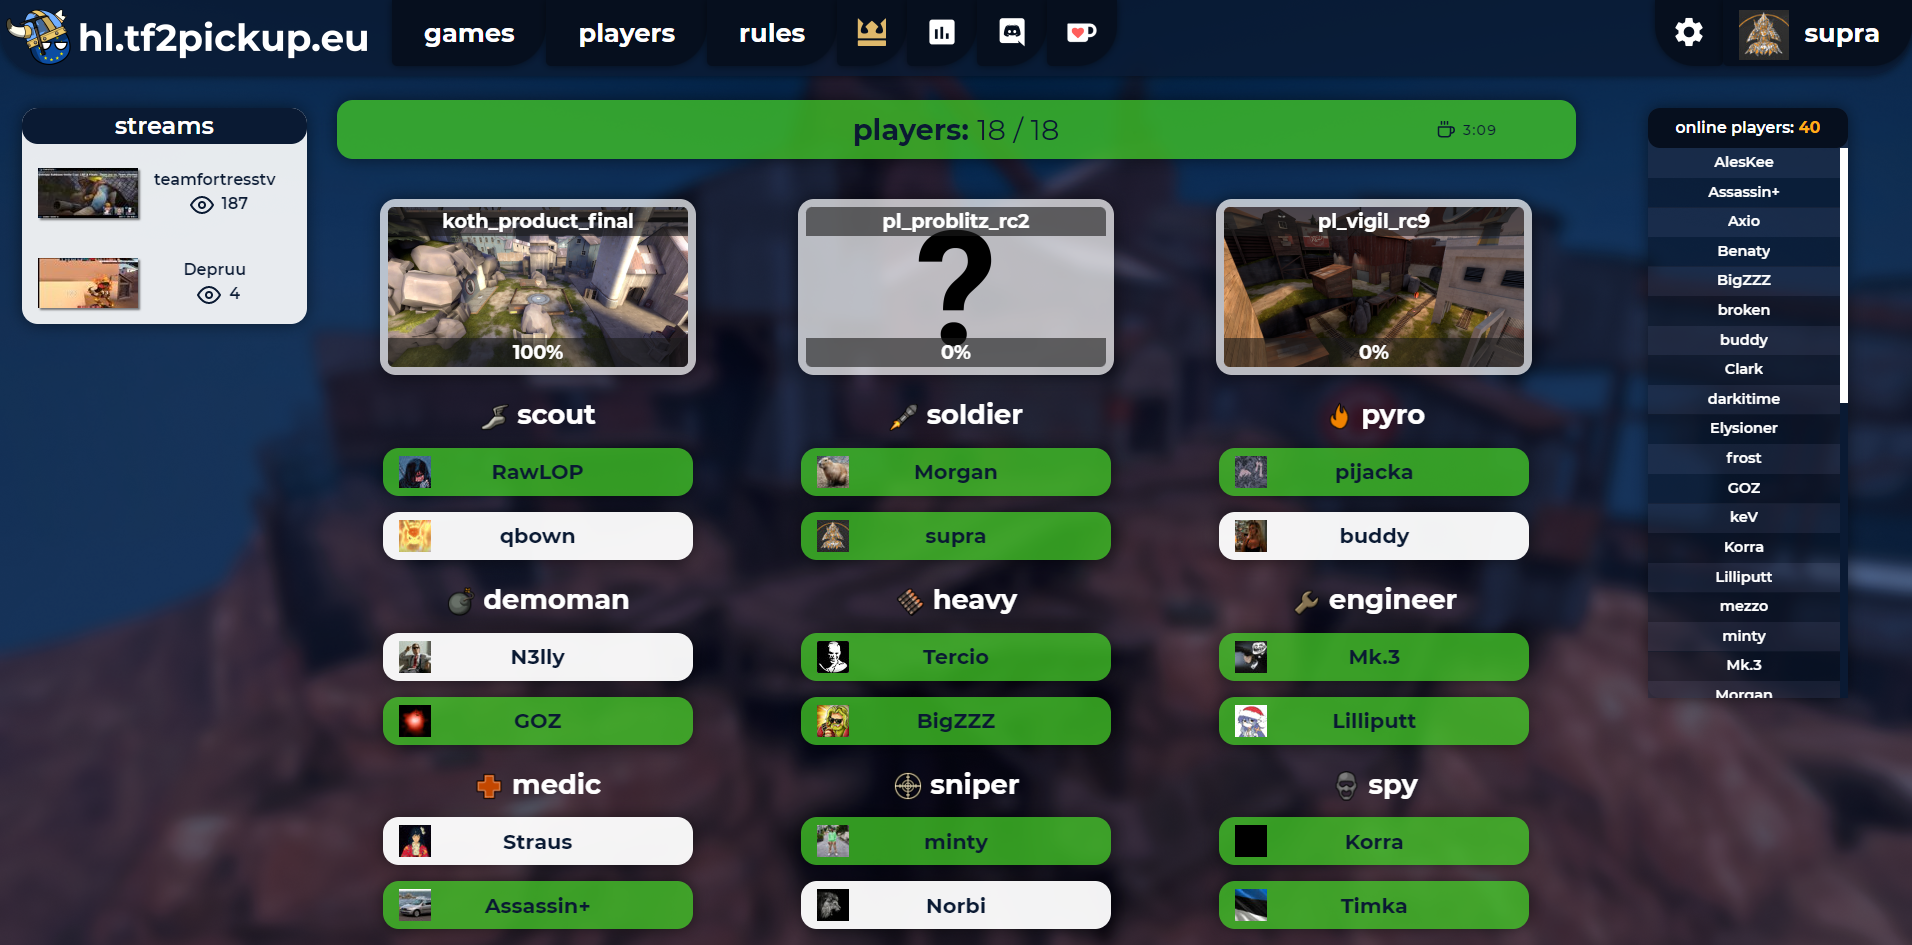 hl.tf2pickup.eu
games
players
rules
supra
streams
teamfortresstv
187
Depruu
4
players: 18 / 18
3:09
koth_product_final
100%
pl_problitz_rc2
?
0%
pl_vigil_rc9
0%
scout
RawLOP
qbown
soldier
Morgan
supra
pyro
pijacka
buddy
demoman
N3lly
GOZ
heavy
Tercio
BigZZZ
engineer
Mk.3
Lilliputt
medic
Straus
Assassin+
sniper
minty
Norbi
spy
Korra
Timka
online players: 40
AlesKee
Assassin+
Axio
Benaty
BigZZZ
broken
buddy
Clark
darkitime
Elysioner
frost
GOZ
keV
Korra
Lilliputt
mezzo
minty
Mk.3
Morgan